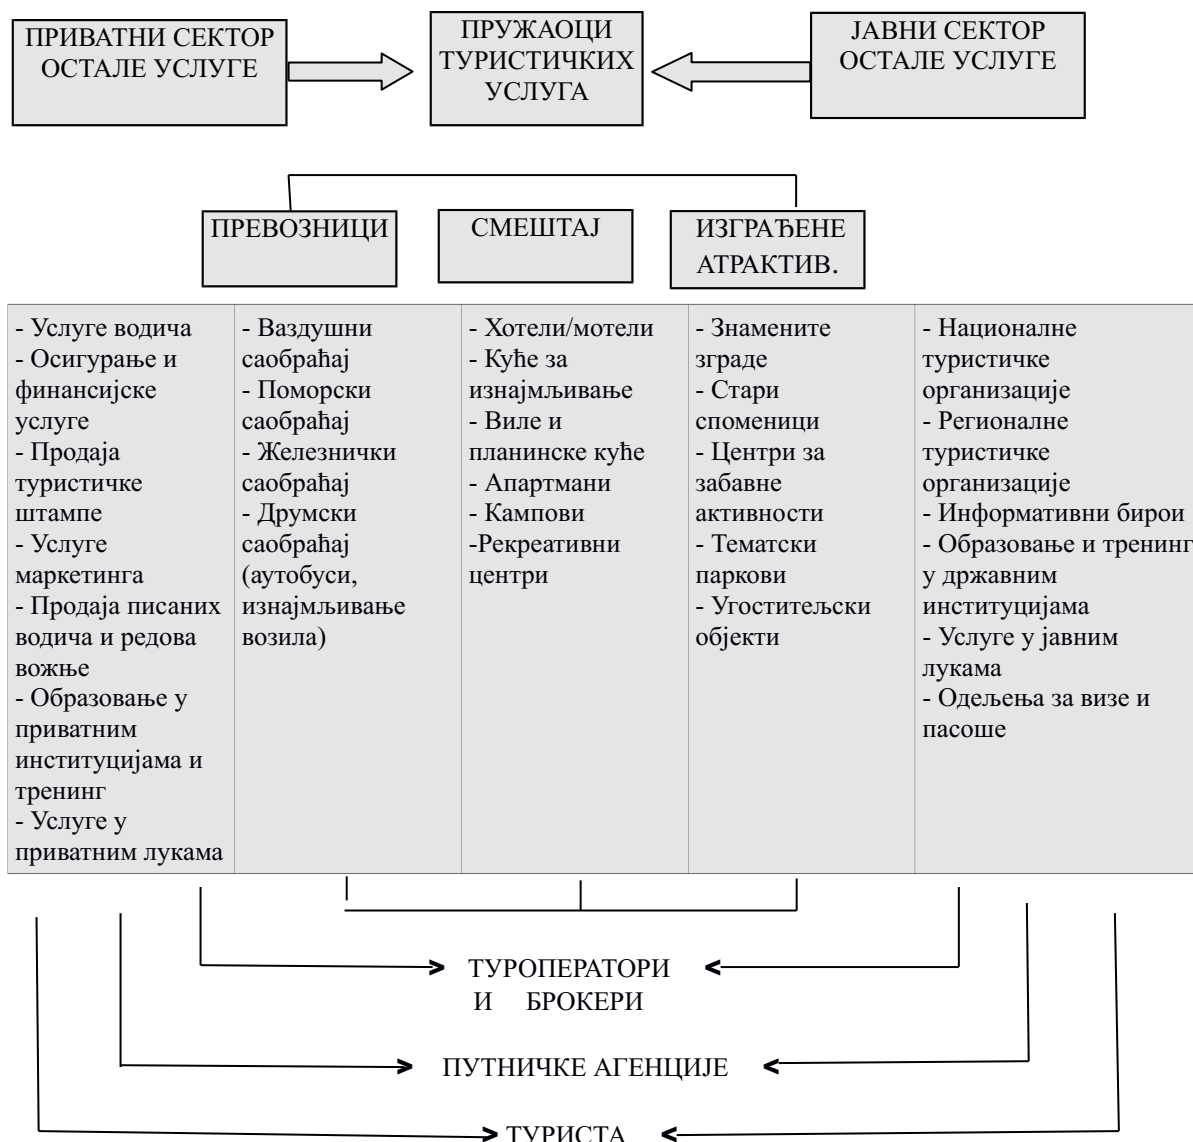 ПРИВАТНИ СЕКТОР
ОСТАЛЕ УСЛУГЕ
ПРУЖАОЦИ
ТУРИСТИЧКИХ
УСЛУГА
ЈАВНИ СЕКТОР
ОСТАЛЕ УСЛУГЕ
ПРЕВОЗНИЦИ
СМЕШТАЈ
ИЗГРАЂЕНЕ
АТРАКТИВ.
- Услуге водича
- Осигурање и
финансијске
услуге
- Продаја
туристичке
штампе
- Услуге
маркетинга
- Продаја писаних
водича и редова
вожње
- Образовање у
приватним
институцијама и
тренинг
- Услуге у
приватним лукама
- Ваздушни
саобраћај
- Поморски
саобраћај
- Железнички
саобраћај
- Друмски
саобраћај
(аутобуси,
изнајмљивање
возила)
- Хотели/мотели
- Куће за
изнајмљивање
- Виле и
планинске куће
- Апартмани
- Кампови
-Рекреативни
центри
- Знамените
зграде
- Стари
споменици
- Центри за
забавне
активности
- Тематски
паркови
- Угоститељски
објекти
- Националне
туристичке
организације
- Регионалне
туристичке
организације
- Информативни бирои
- Образовање и тренинг
у државним
институцијама
- Услуге у јавним
лукама
- Одељења за визе и
пасоше
ТУРОПЕРАТОРИ
И БРОКЕРИ
ПУТНИЧКЕ АГЕНЦИЈЕ
ТУРИСТА